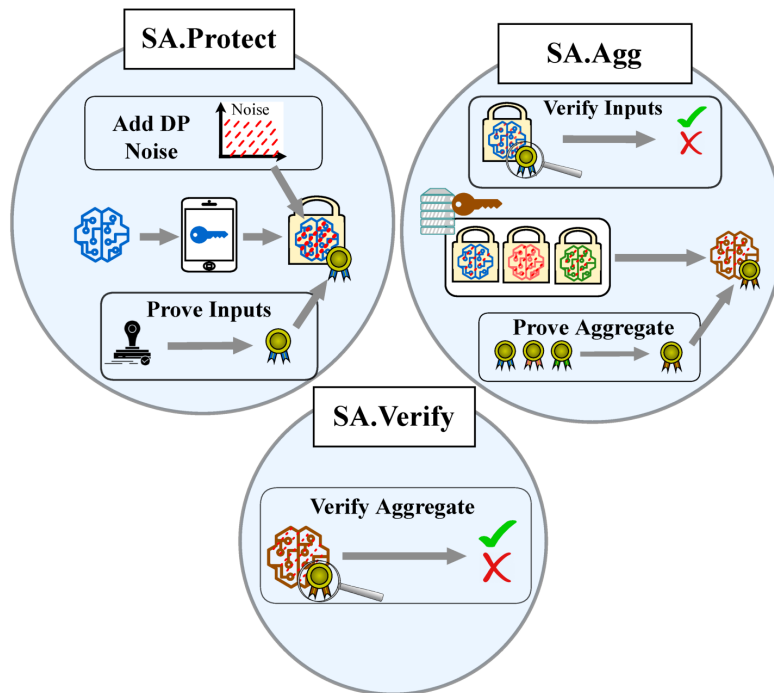 SA.Protect
Add DP
Noise
Noise
Prove Inputs
SA.Agg
Verify Inputs
Prove Aggregate
SA.Verify
Verify Aggregate